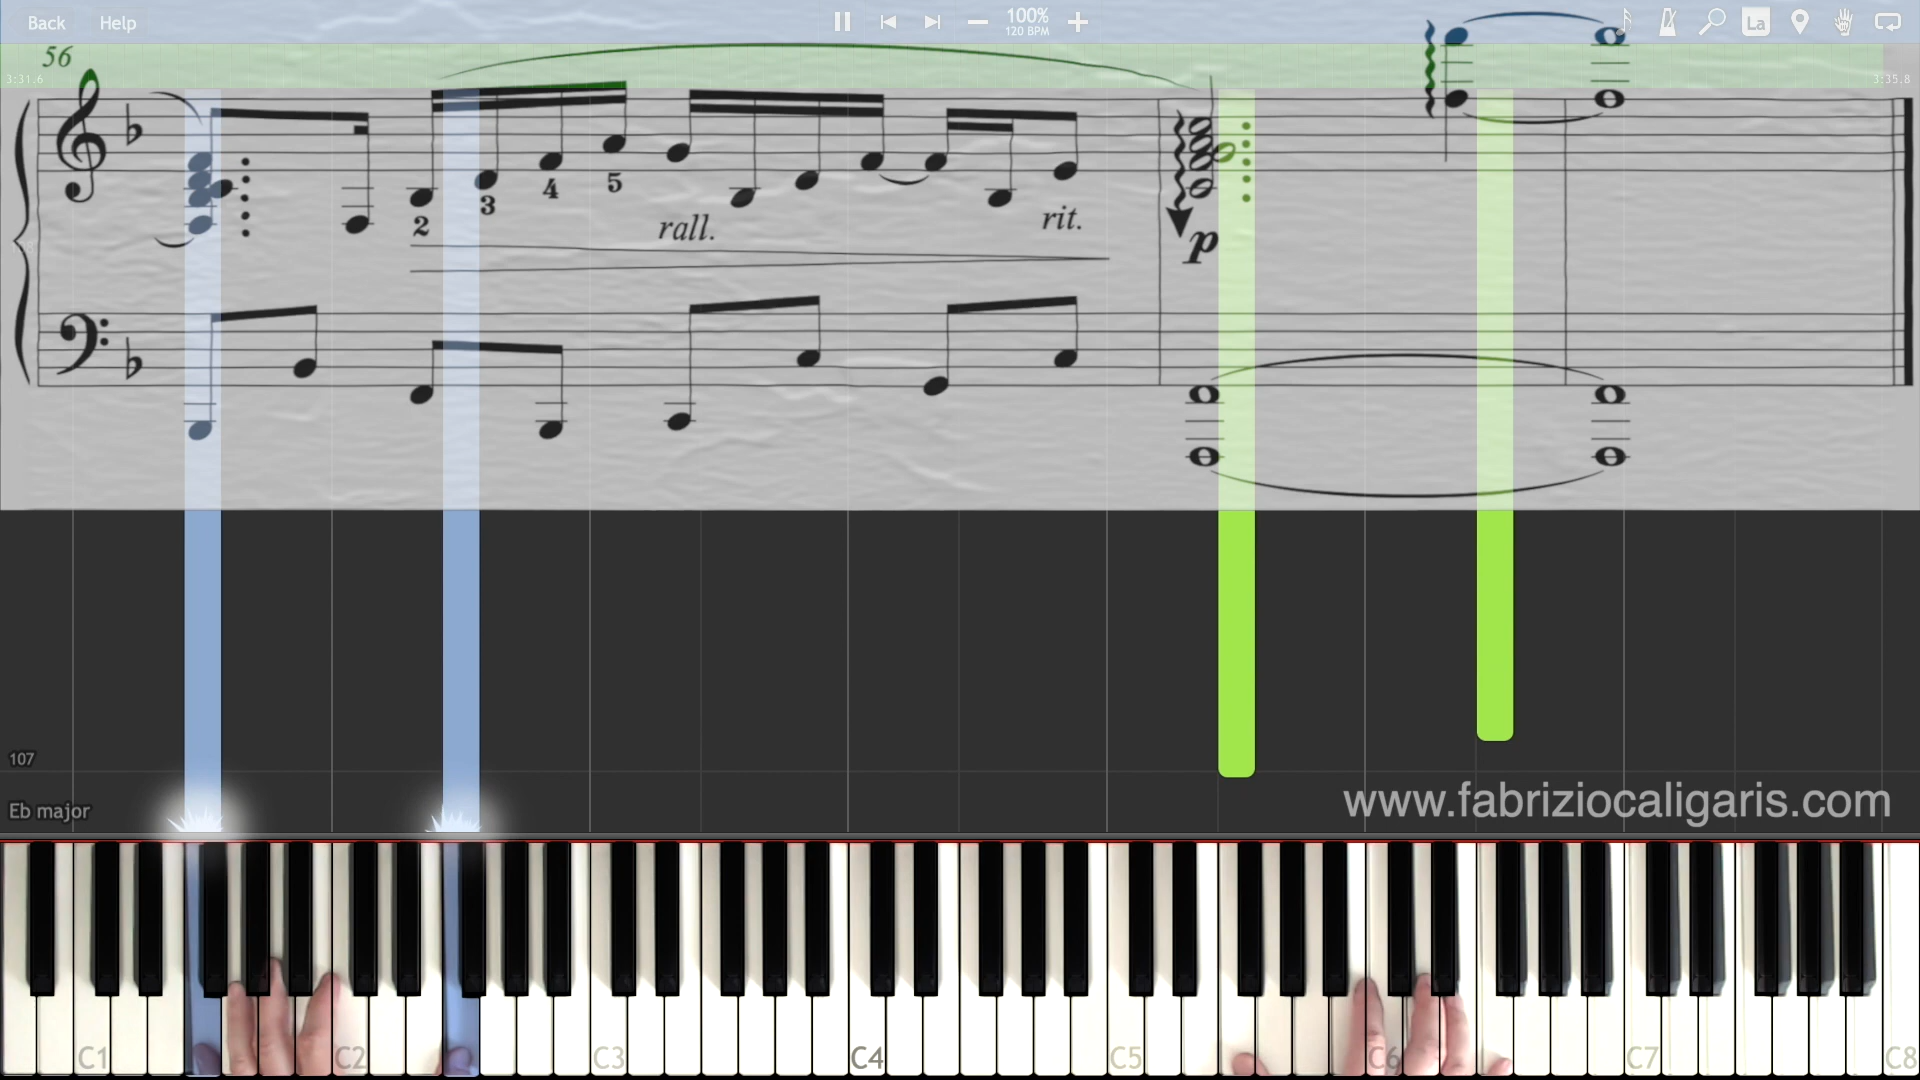 Back Help 100% La
120 BPM
56
3:31.6 3:35.8
2 3 4 5 rall. rit.
p
107
Eb major
www.fabriziocaligaris.com
C1 C2 C3 C4 C5 C6 C7 C8